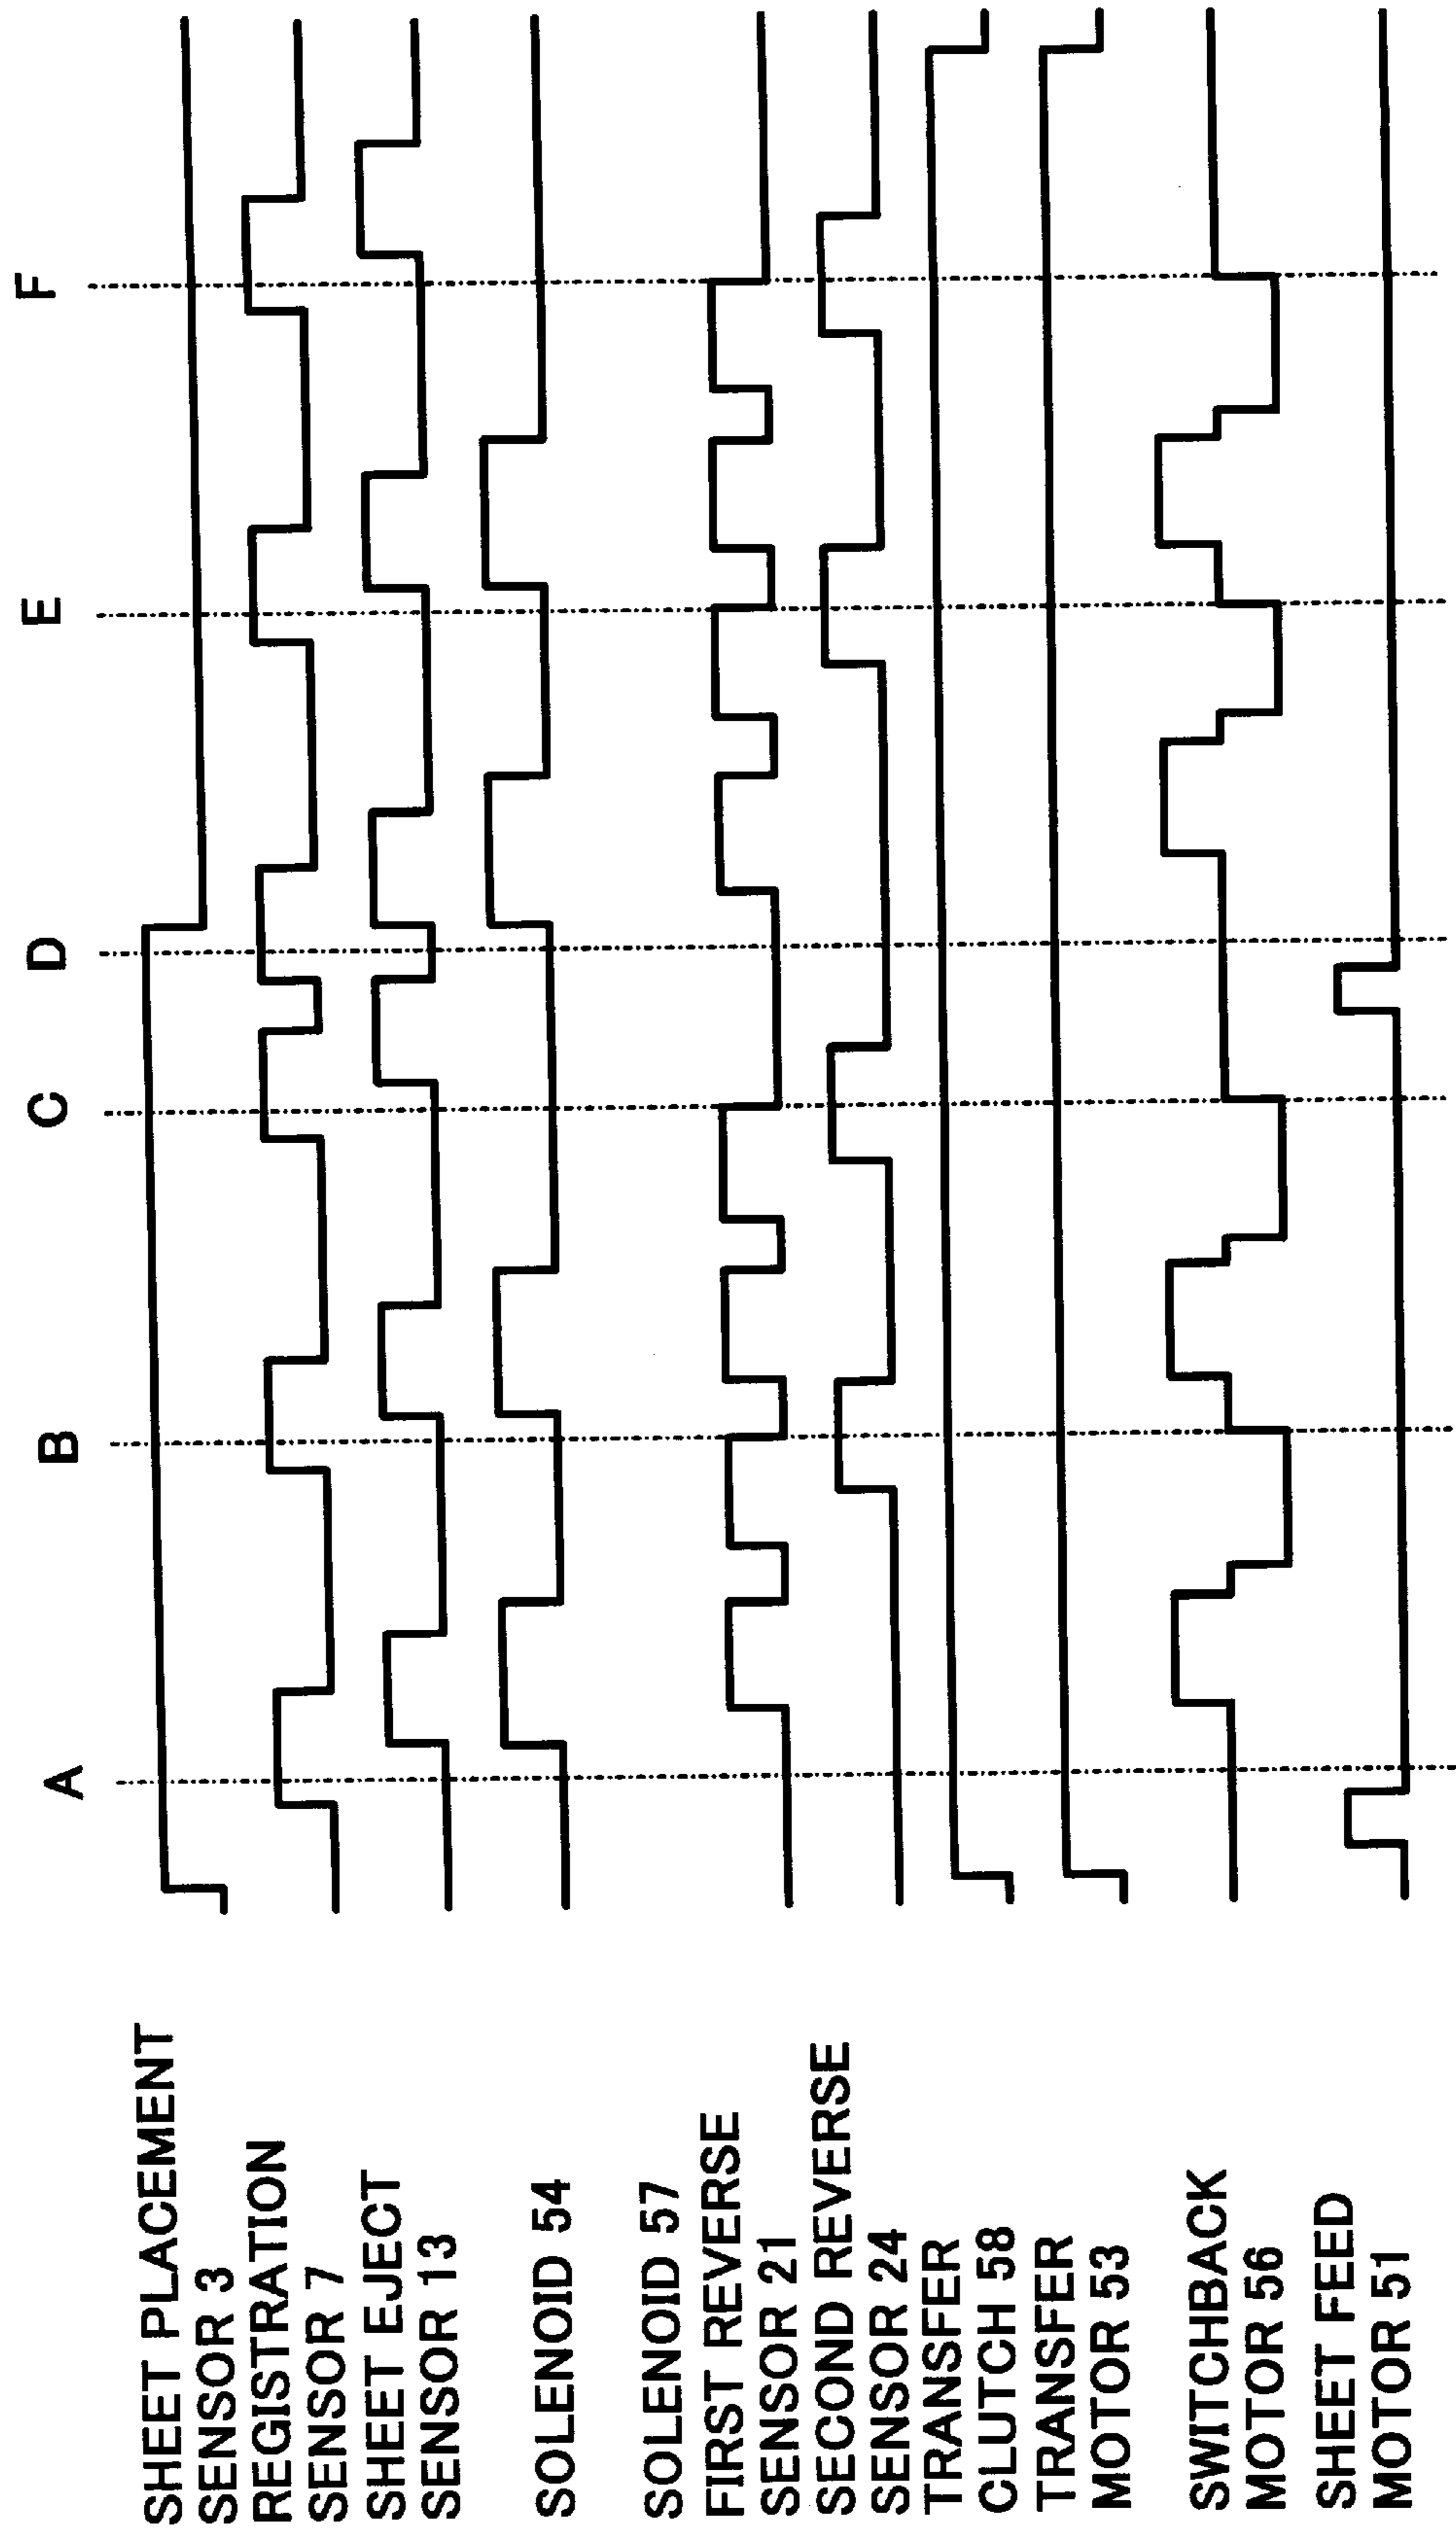 A B C D E F
SHEET PLACEMENT
SENSOR 3
REGISTRATION
SENSOR 7
SHEET EJECT
SENSOR 13
SOLENOID 54
SOLENOID 57
FIRST REVERSE
SENSOR 21
SECOND REVERSE
SENSOR 24
TRANSFER
CLUTCH 58
TRANSFER
MOTOR 53
SWITCHBACK
MOTOR 56
SHEET FEED
MOTOR 51